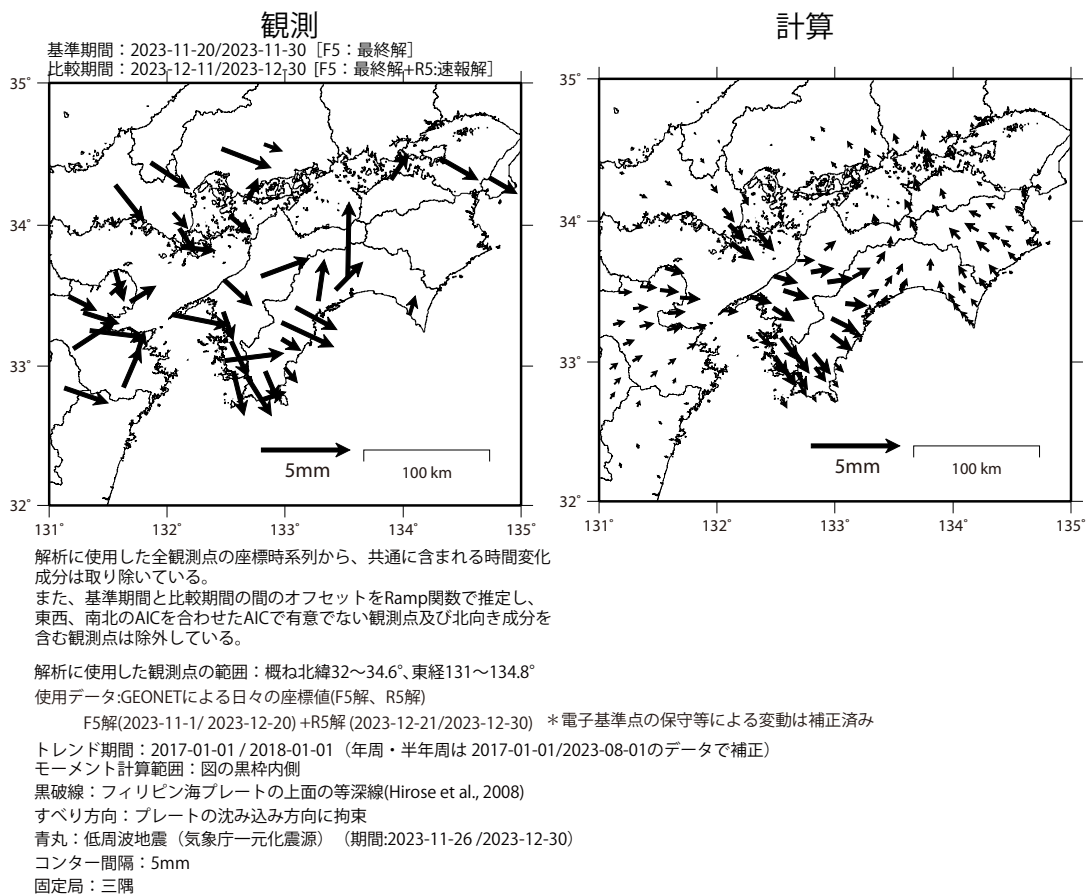 観測
計算
基準期間：2023-11-20/2023-11-30［F5：最終解］
比較期間：2023-12-11/2023-12-30［F5：最終解+R5:速報解］
35°
34°
33°
32°
131°
132°
133°
134°
135°
5mm
100 km
35°
34°
33°
32°
131°
132°
133°
134°
135°
5mm
100 km
解析に使用した全観測点の座標時系列から、共通に含まれる時間変化
成分は取り除いている。
また、基準期間と比較期間の間のオフセットをRamp関数で推定し、
東西、南北のAICを合わせたAICで有意でない観測点及び北向き成分を
含む観測点は除外している。
解析に使用した観測点の範囲：概ね北緯32～34.6°、東経131～134.8°
使用データ:GEONETによる日々の座標値(F5解、R5解)
F5解(2023-11-1/ 2023-12-20) +R5解 (2023-12-21/2023-12-30) ＊電子基準点の保守等による変動は補正済み
トレンド期間：2017-01-01 / 2018-01-01（年周・半年周は 2017-01-01/2023-08-01のデータで補正）
モーメント計算範囲：図の黒枠内側
黒破線：フィリピン海プレートの上面の等深線(Hirose et al., 2008)
すべり方向：プレートの沈み込み方向に拘束
青丸：低周波地震（気象庁一元化震源）（期間:2023-11-26 /2023-12-30）
コンター間隔：5mm
固定局：三隅